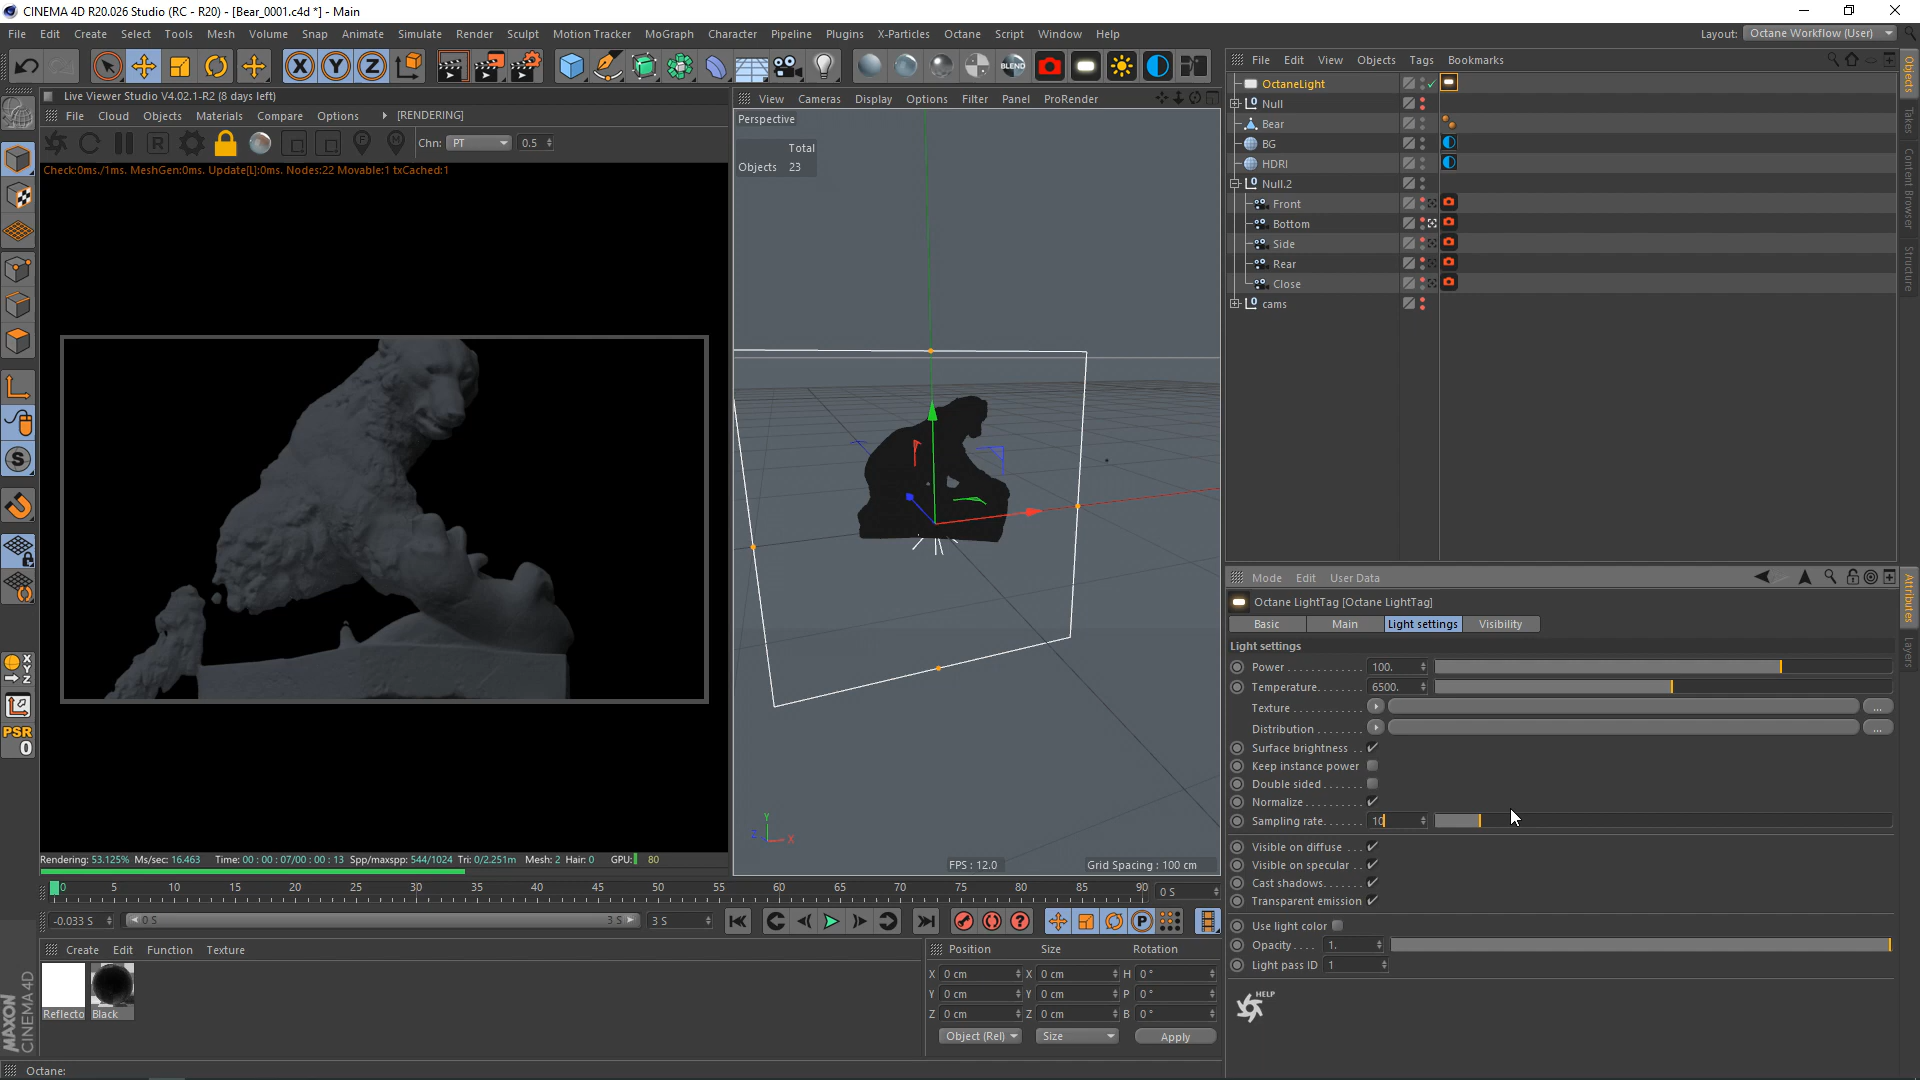 CINEMA 4D R20.026 Studio (RC - R20) - [Bear_0001.c4d *] - Main
File Edit Create Select Tools Mesh Volume Snap Animate Simulate Render Sculpt Motion Tracker MoGraph Character Pipeline Plugins X-Particles Octane Script Window Help
Layout: Octane Workflow (User)
X Y Z BLEND
Live Viewer Studio V4.02.1-R2 (8 days left)
File Cloud Objects Materials Compare Options [RENDERING]
R F M Chn: PT 0.5
Check:0ms./1ms. MeshGen:0ms. Update[L]:0ms. Nodes:22 Movable:1 txCached:1
Rendering: 53.125% Ms/sec: 16.463 Time: 00 : 00 : 07/00 : 00 : 13 Spp/maxspp: 544/1024 Tri: 0/2.251m Mesh: 2 Hair: 0 GPU: 80
View Cameras Display Options Filter Panel ProRender
Perspective
Total
Objects 23
Y
Z X
FPS : 12.0
Grid Spacing : 100 cm
File Edit View Objects Tags Bookmarks
OctaneLight
Null
Bear
BG
HDRI
Null.2
Front
Bottom
Side
Rear
Close
cams
Objects
Takes
Content Browser
Structure
Mode Edit User Data
Octane LightTag [Octane LightTag]
Basic Main Light settings Visibility
Light settings
Power 100.
Temperature 6500.
Texture ...
Distribution ...
Surface brightness
Keep instance power
Double sided
Normalize
Sampling rate 10
Visible on diffuse
Visible on specular
Cast shadows
Transparent emission
Use light color
Opacity 1.
Light pass ID 1
HELP
Attributes
Layers
S
X
Y
Z
PSR
0
0 5 10 15 20 25 30 35 40 45 50 55 60 65 70 75 80 85 90 0 S
-0.033 S 0 S 3 S 3 S
P
Create Edit Function Texture
Reflecto Black
Position Size Rotation
X 0 cm X 0 cm H 0 °
Y 0 cm Y 0 cm P 0 °
Z 0 cm Z 0 cm B 0 °
Object (Rel) Size Apply
MAXON
CINEMA 4D
Octane: